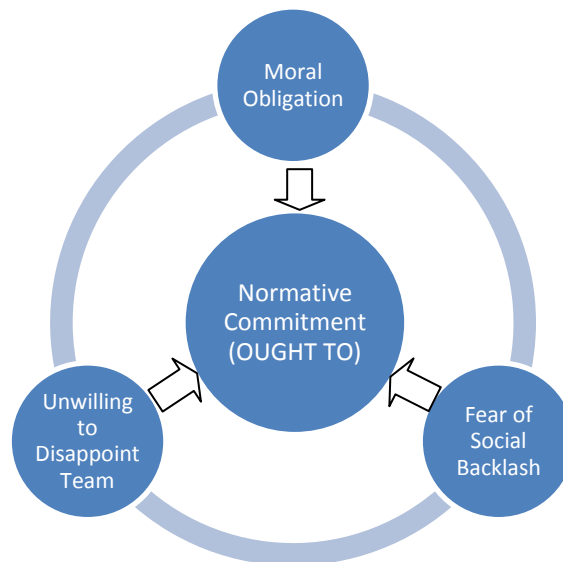 Moral
Obligation
Normative
Commitment
(OUGHT TO)
Unwilling
to
Disappoint
Team
Fear of
Social
Backlash